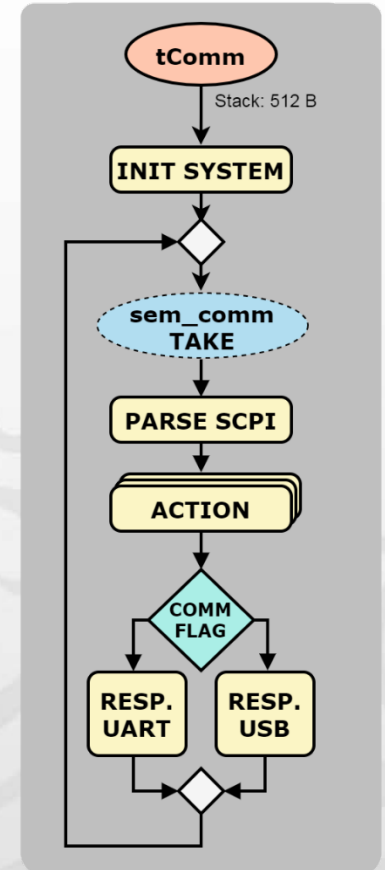 tComm
Stack: 512 B
INIT SYSTEM
sem_comm
TAKE
PARSE SCPI
ACTION
COMM
FLAG
RESP.
UART
RESP.
USB